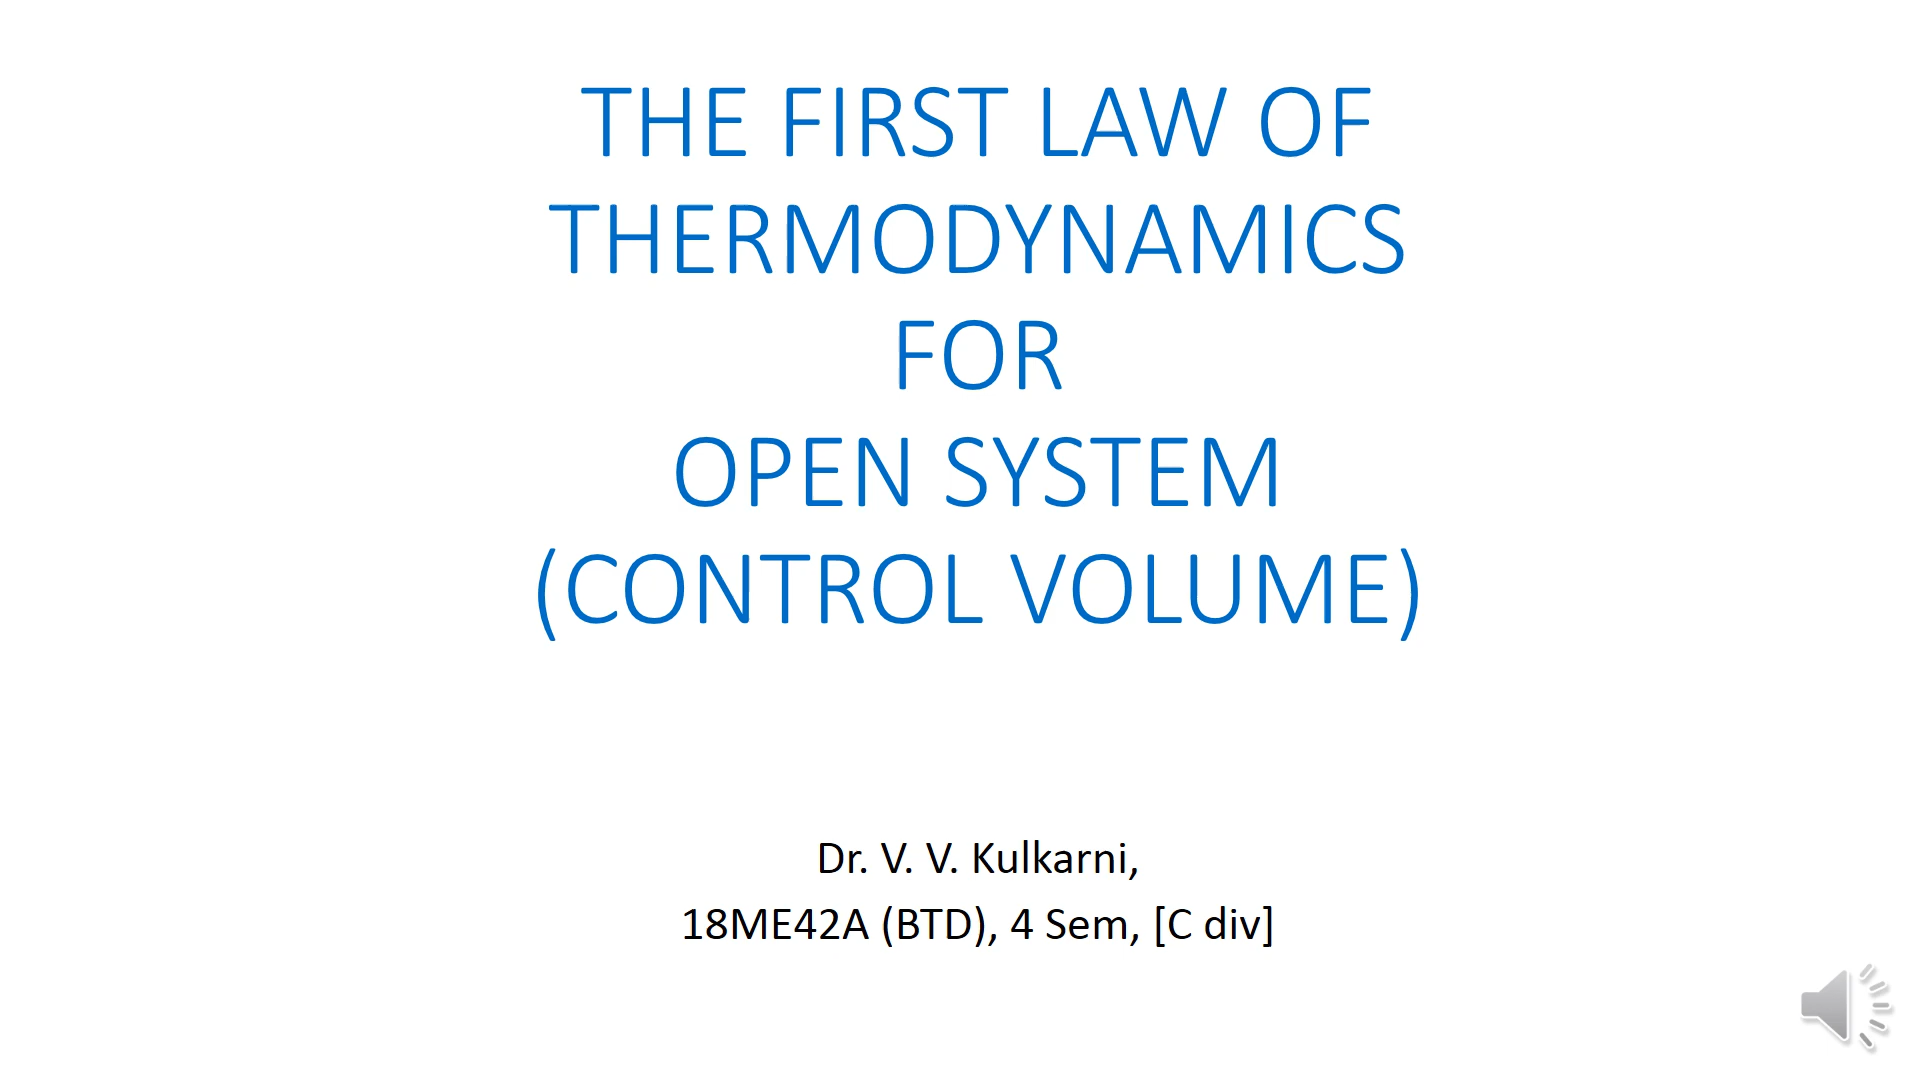 THE FIRST LAW OF
THERMODYNAMICS
FOR
OPEN SYSTEM
(CONTROL VOLUME)
Dr. V. V. Kulkarni,
18ME42A (BTD), 4 Sem, [C div]